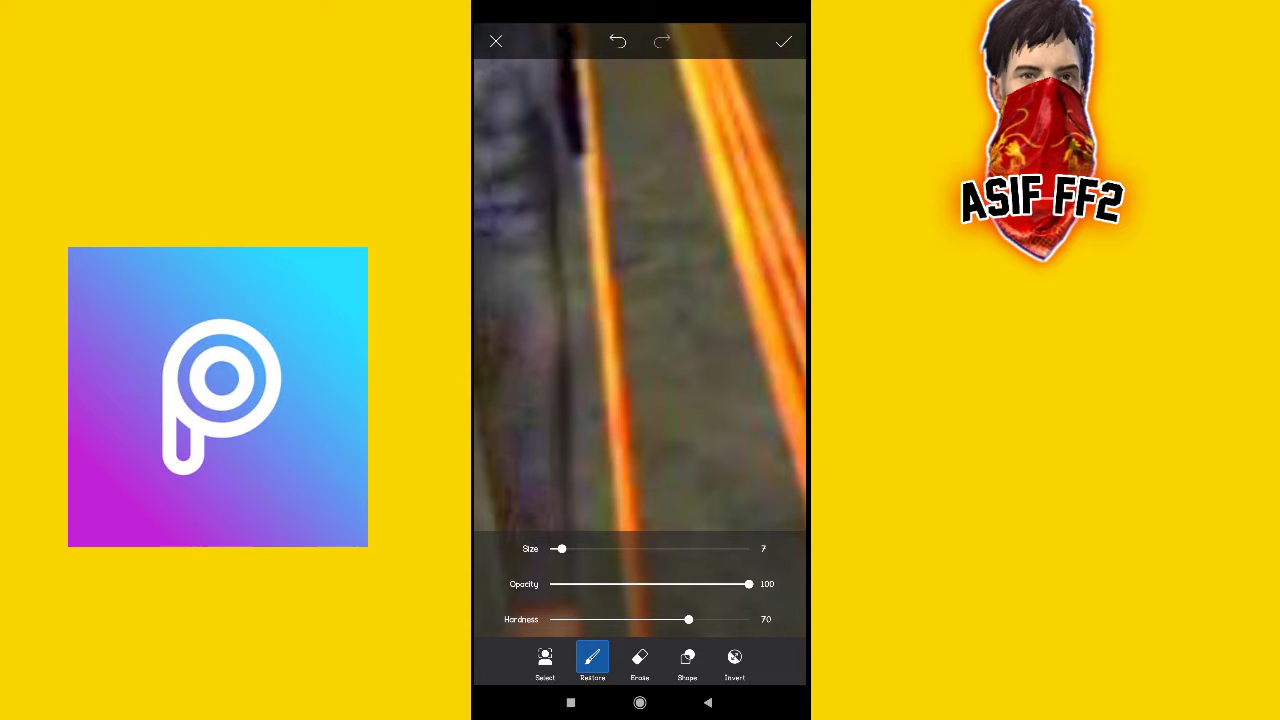 ASIF FF2
Size 7
Opacity 100
Hardness 70
Select Restore Erase Shape Invert